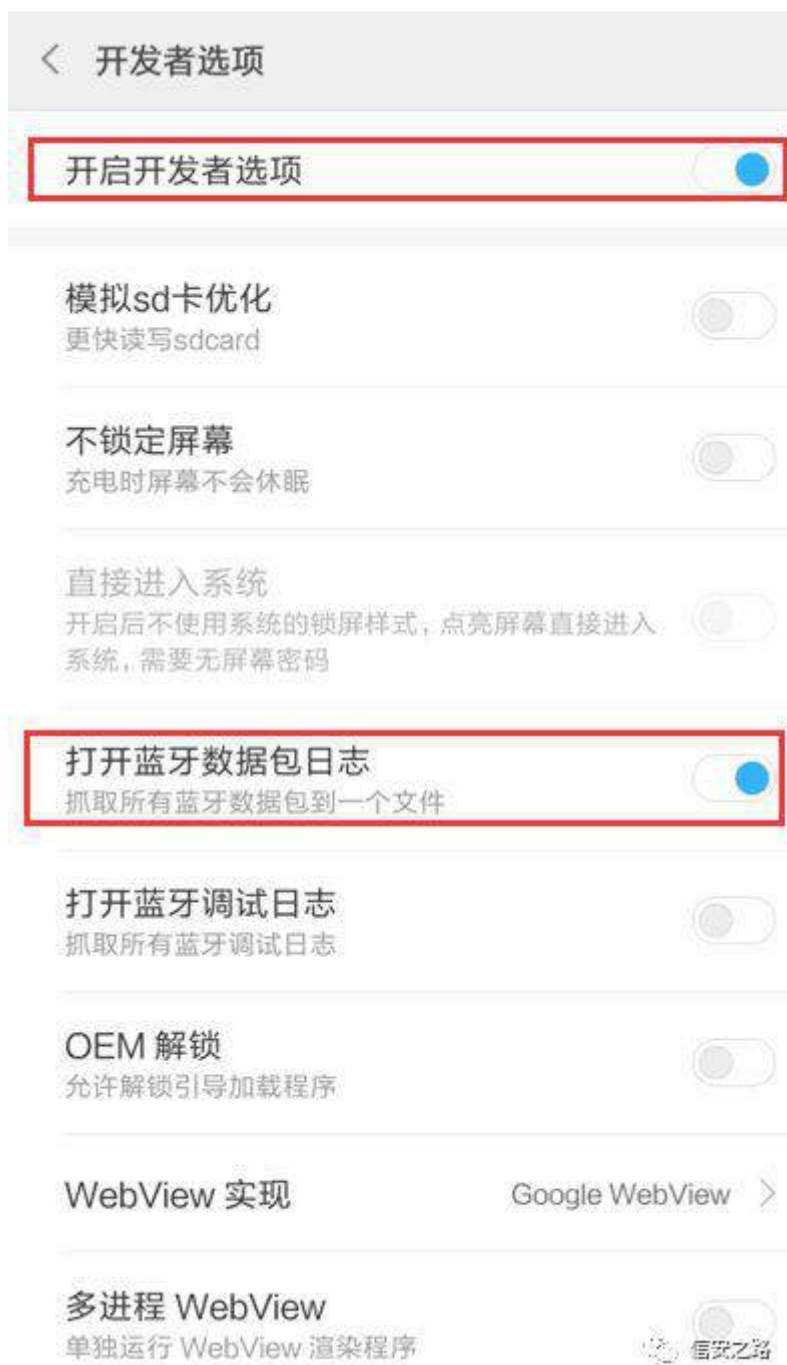 开发者选项
开启开发者选项
模拟sd卡优化
更快读写sdcard
不锁定屏幕
充电时屏幕不会休眠
直接进入系统
开启后不使用系统的锁屏样式，点亮屏幕直接进入
系统，需要无屏幕密码
打开蓝牙数据包日志
抓取所有蓝牙数据包到一个文件
打开蓝牙调试日志
抓取所有蓝牙调试日志
OEM 解锁
允许解锁引导加载程序
WebView 实现 Google WebView
多进程 WebView
单独运行 WebView 渲染程序
信安之路